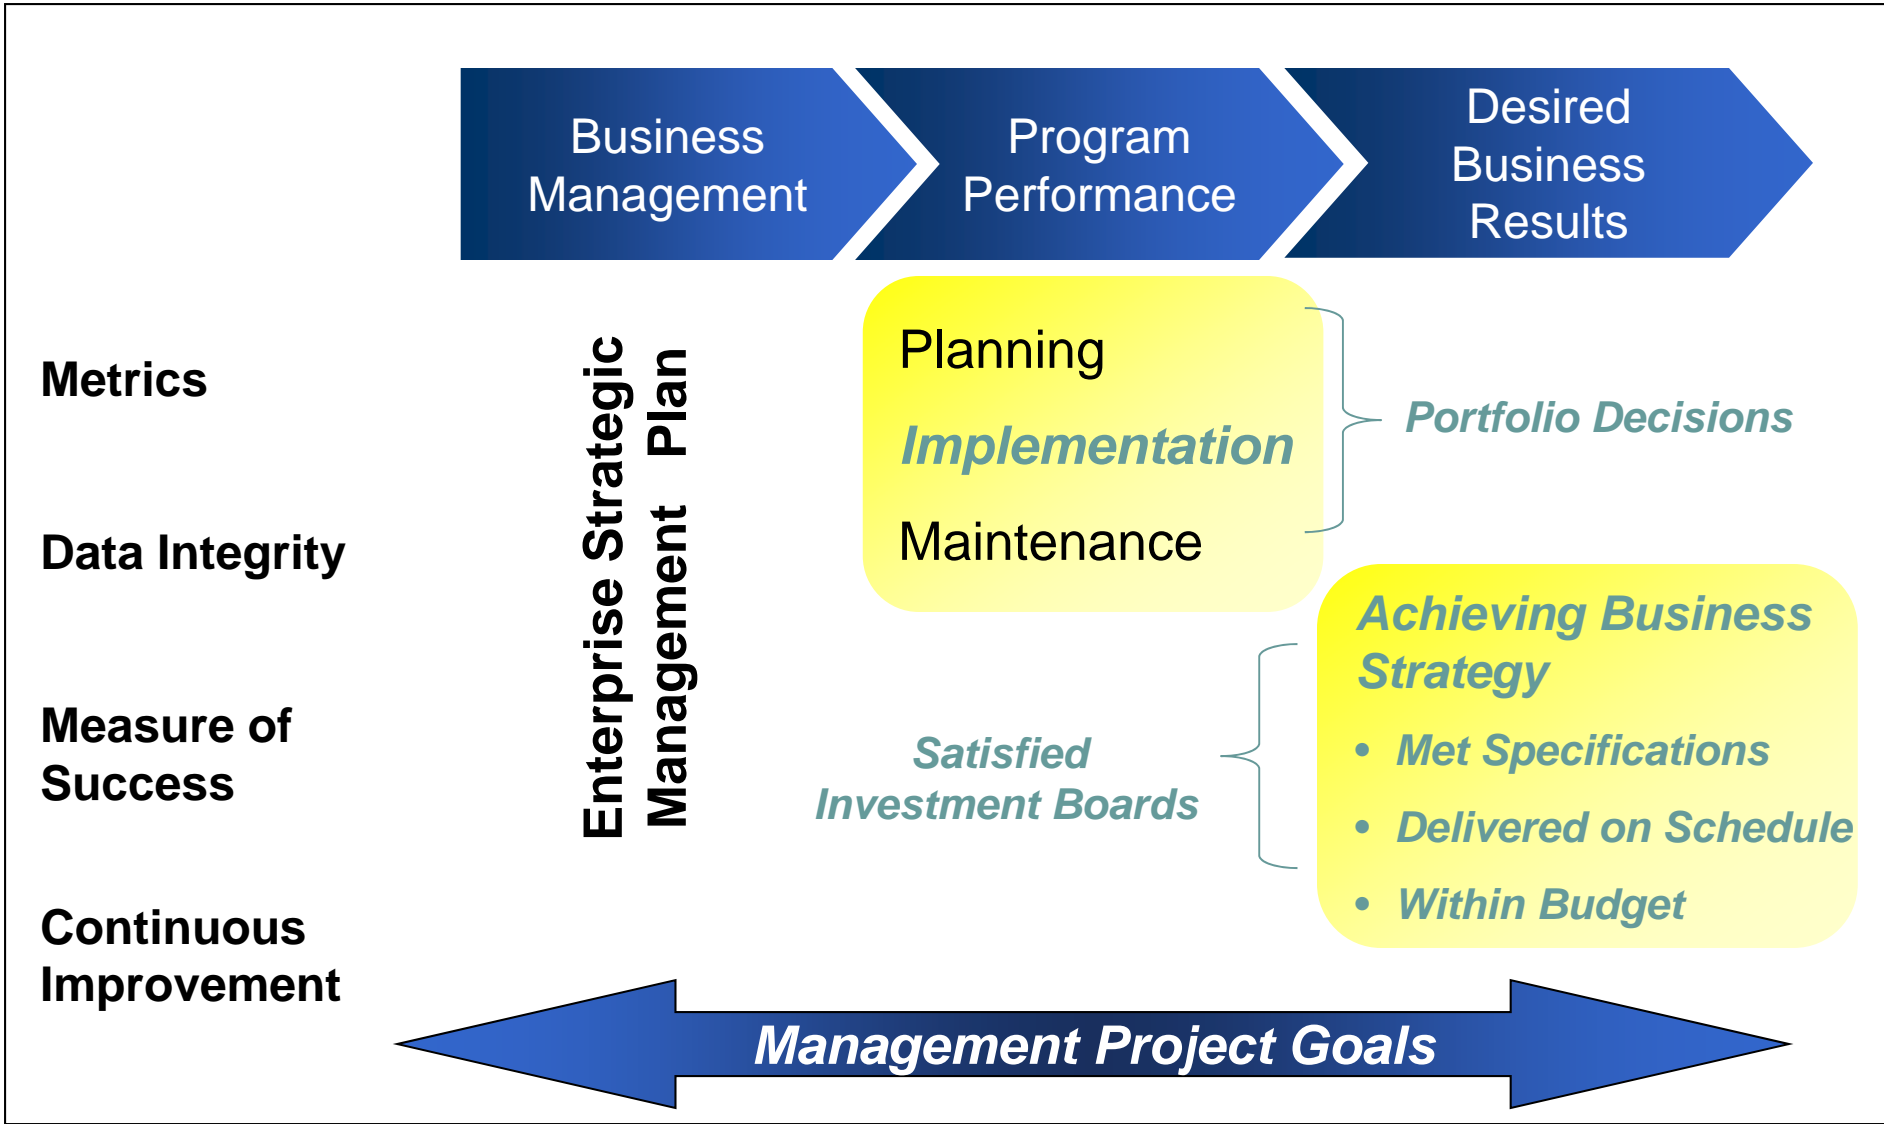 Business
Management
Program
Performance
Desired
Business
Results
Metrics
Data Integrity
Measure of
Success
Continuous
Improvement
Enterprise Strategic
Management Plan
Planning
Implementation
Maintenance
Portfolio Decisions
Satisfied
Investment Boards
Achieving Business
Strategy
• Met Specifications
• Delivered on Schedule
• Within Budget
Management Project Goals